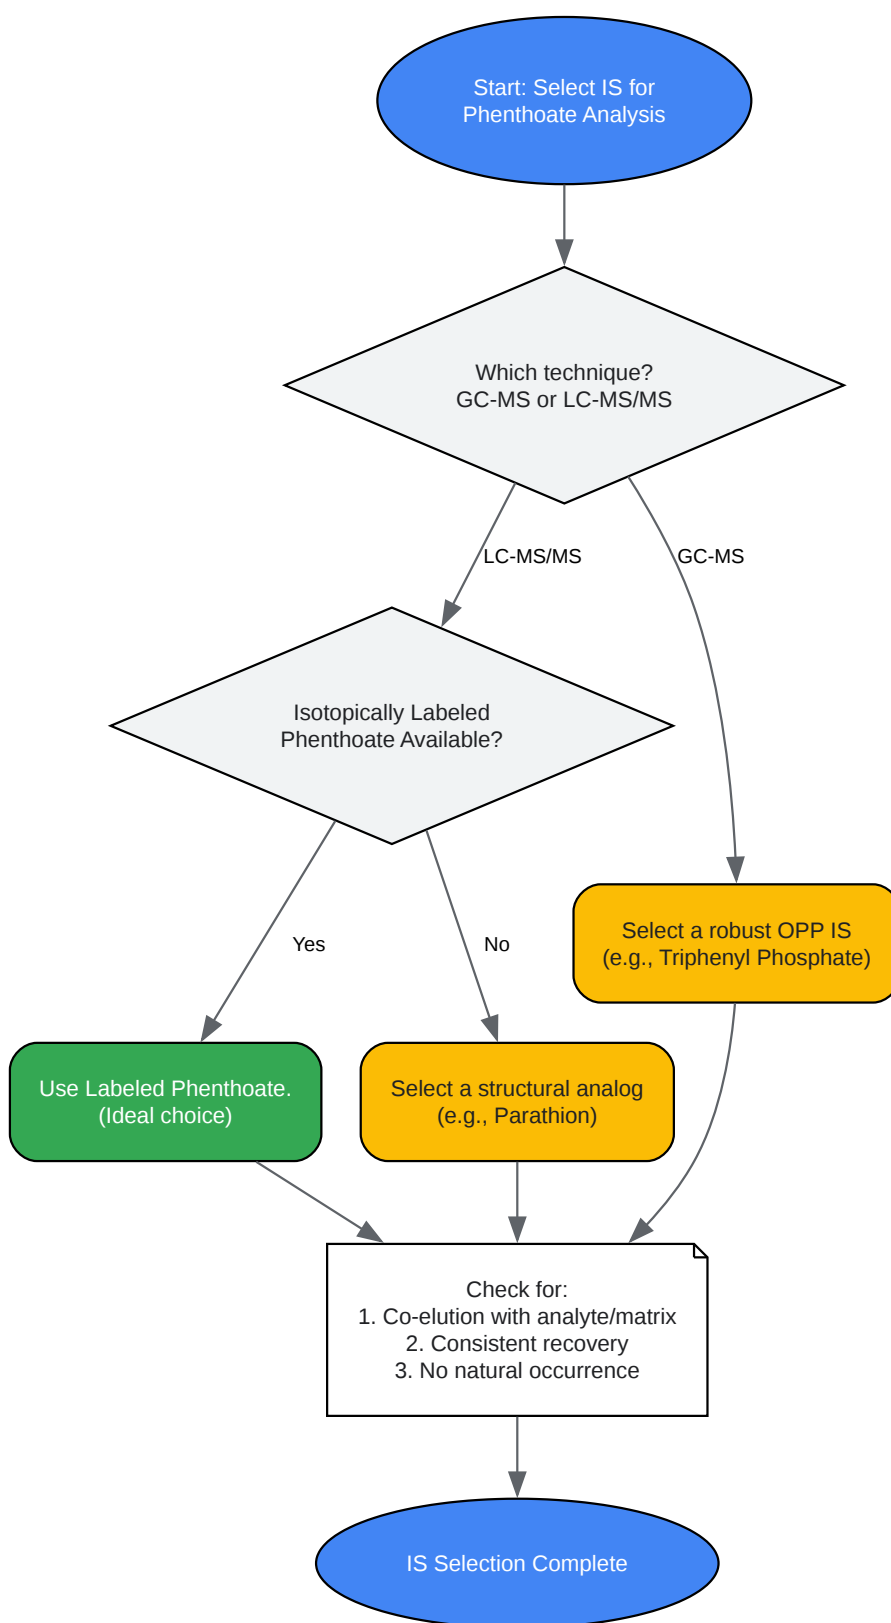 Start: Select IS for
Phenthoate Analysis
Which technique?
GC-MS or LC-MS/MS
LC-MS/MS
GC-MS
Isotopically Labeled
Phenthoate Available?
Yes
No
Select a robust OPP IS
(e.g., Triphenyl Phosphate)
Use Labeled Phenthoate.
(Ideal choice)
Select a structural analog
(e.g., Parathion)
Check for:
1. Co-elution with analyte/matrix
2. Consistent recovery
3. No natural occurrence
IS Selection Complete